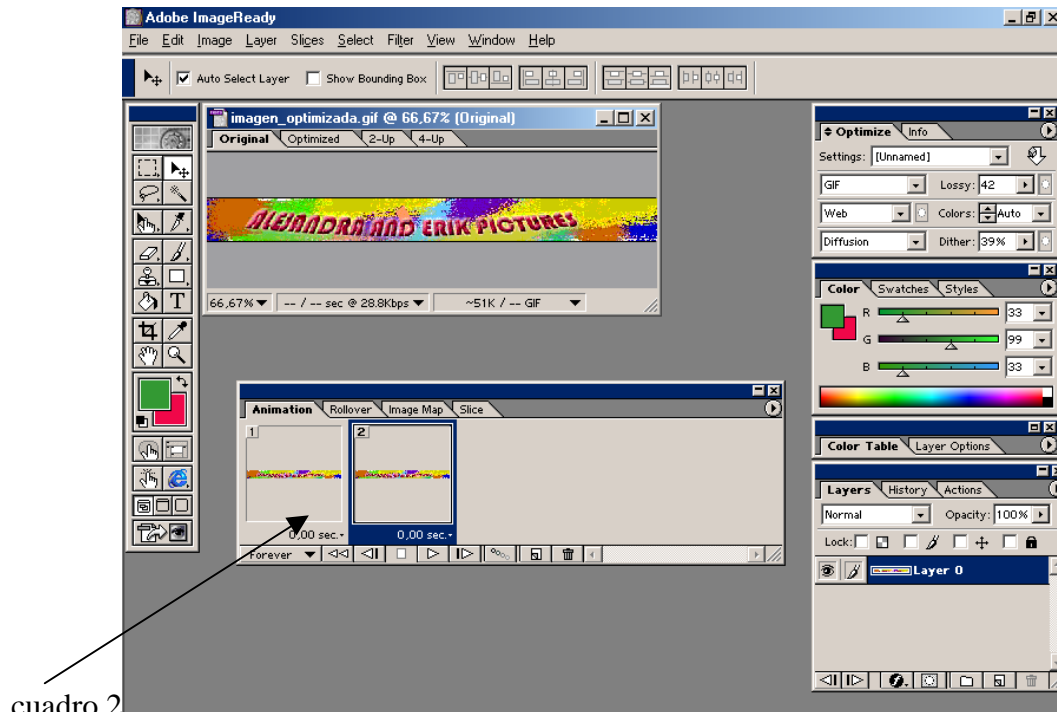 Adobe ImageReady
File Edit Image Layer Slices Select Filter View Window Help
Auto Select Layer Show Bounding Box
imagen_optimizada.gif @ 66,67% (Original)
Original Optimized 2-Up 4-Up
ALEJANDRA AND ERIK PICTURES
66,67% -- / -- sec @ 28.8Kbps ~51K / -- GIF
Optimize Info
Settings: [Unnamed]
GIF Lossy: 42
Web Colors: Auto
Diffusion Dither: 39%
Color Swatches Styles
R 33
G 99
B 33
Animation Rollover Image Map Slice
1 2
0,00 sec. 0,00 sec.
Forever
Color Table Layer Options
Layers History Actions
Normal Opacity: 100%
Lock:
Layer 0
cuadro 2